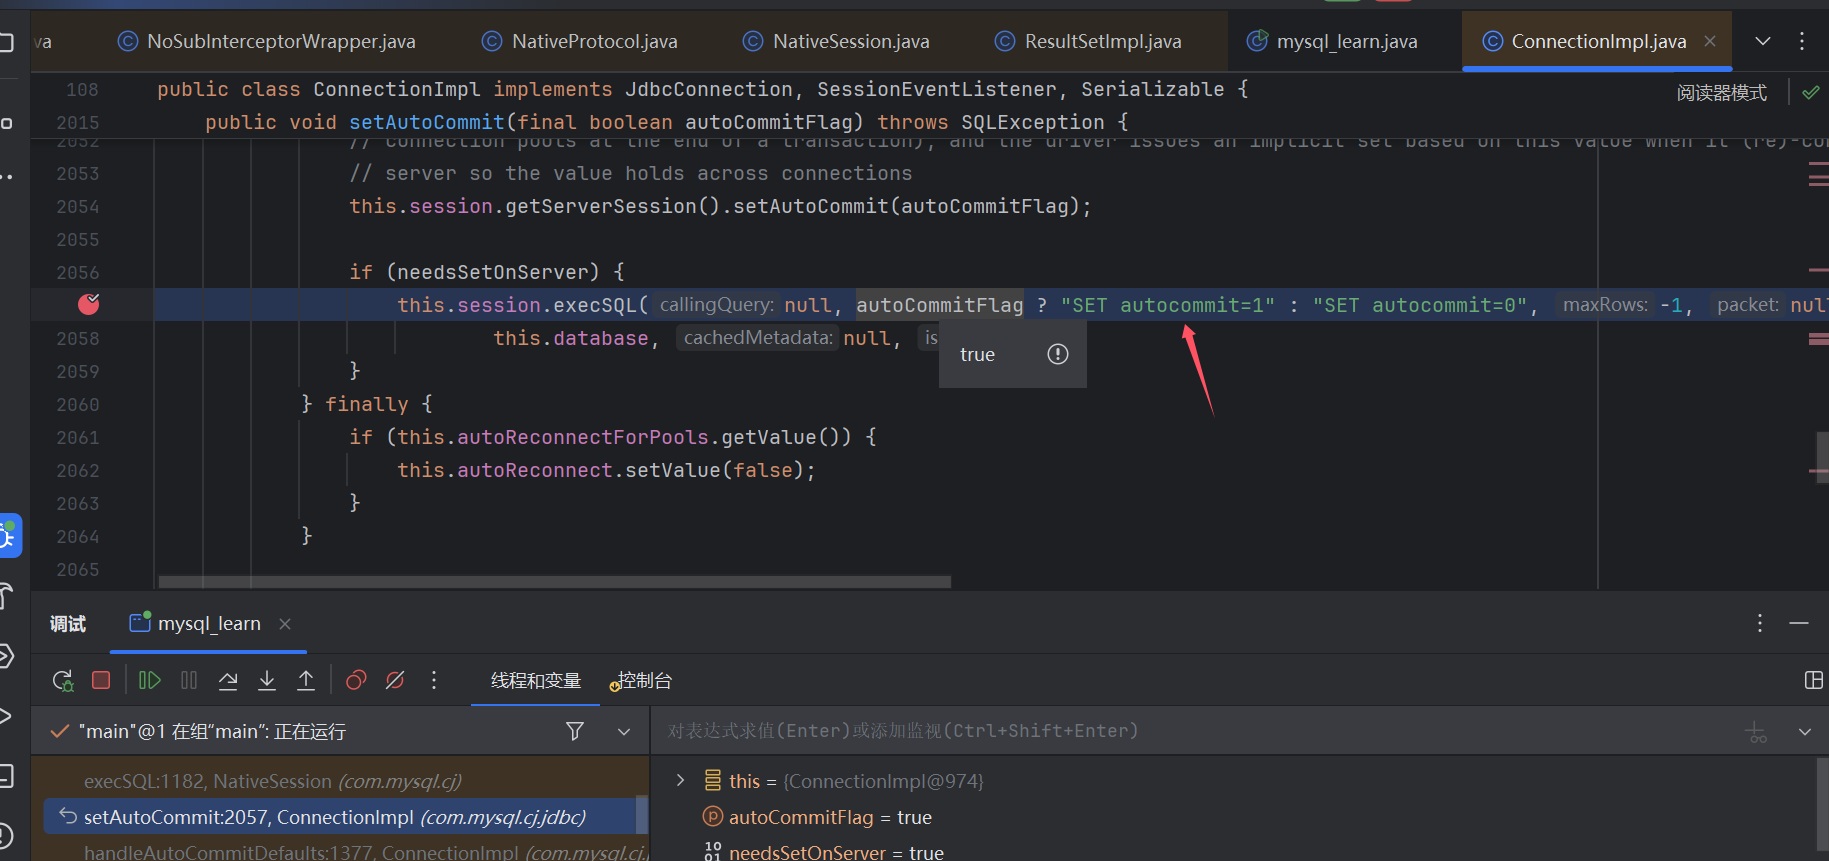 va NoSubInterceptorWrapper.java NativeProtocol.java NativeSession.java ResultSetImpl.java mysql_learn.java ConnectionImpl.java
108 public class ConnectionImpl implements JdbcConnection, SessionEventListener, Serializable {
阅读器模式
2015 public void setAutoCommit(final boolean autoCommitFlag) throws SQLException {
2052 // connection pools at the end of a transaction), and the driver issues an implicit set based on this value when it (re)-co
2053 // server so the value holds across connections
2054 this.session.getServerSession().setAutoCommit(autoCommitFlag);
2055
2056 if (needsSetOnServer) {
this.session.execSQL( callingQuery: null, autoCommitFlag ? "SET autocommit=1" : "SET autocommit=0", maxRows: -1, packet: null
2058 this.database, cachedMetadata: null, is
true
2059 }
2060 } finally {
2061 if (this.autoReconnectForPools.getValue()) {
2062 this.autoReconnect.setValue(false);
2063 }
2064 }
2065
调试 mysql_learn
线程和变量 控制台
"main"@1 在组"main": 正在运行
对表达式求值(Enter)或添加监视(Ctrl+Shift+Enter)
execSQL:1182, NativeSession (com.mysql.cj)
this = {ConnectionImpl@974}
setAutoCommit:2057, ConnectionImpl (com.mysql.cj.jdbc)
autoCommitFlag = true
handleAutoCommitDefaults:1377, ConnectionImpl (com.mysql.cj.
needsSetOnServer = true